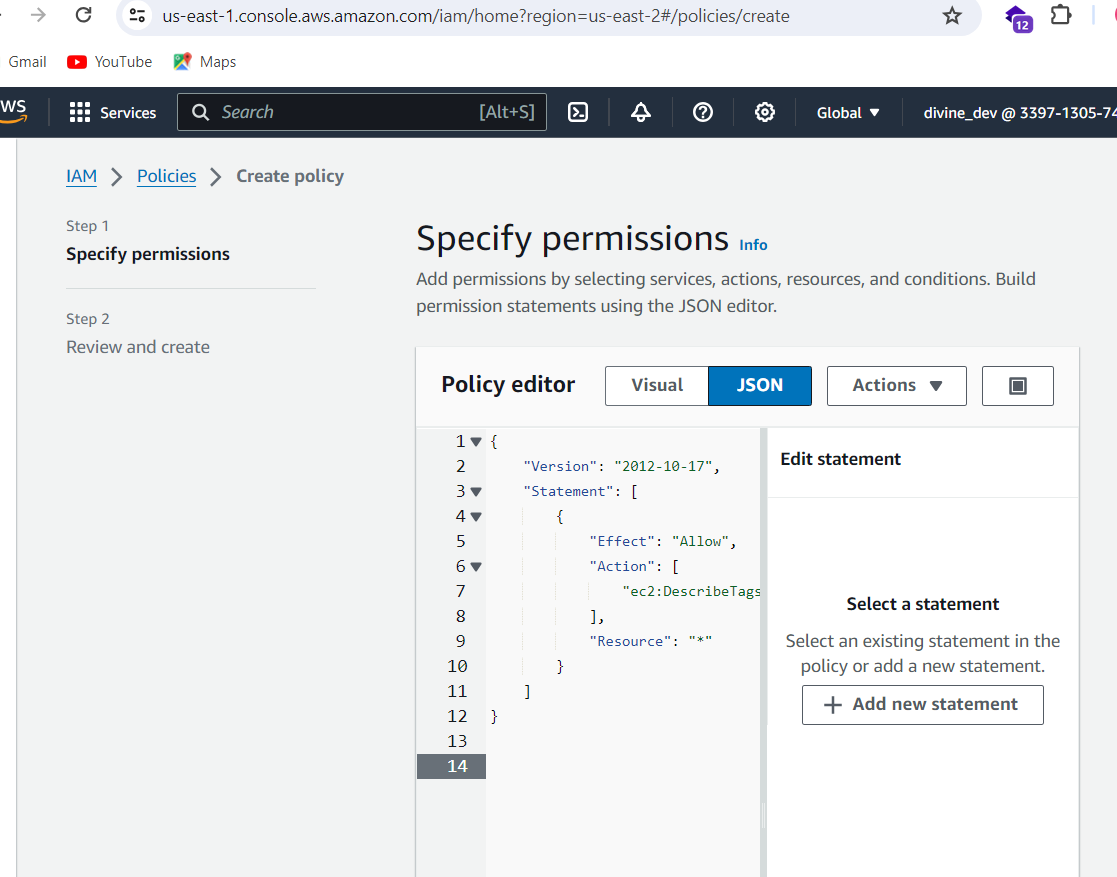 us-east-1.console.aws.amazon.com/iam/home?region=us-east-2#/policies/create
12
Gmail YouTube Maps
WS Services Search [Alt+S] Global divine_dev @ 3397-1305-74
IAM Policies Create policy
Step 1
Specify permissions
Step 2
Review and create
Specify permissions Info
Add permissions by selecting services, actions, resources, and conditions. Build
permission statements using the JSON editor.
Policy editor Visual JSON Actions
1 {
2 "Version": "2012-10-17",
3 "Statement": [
4 {
5 "Effect": "Allow",
6 "Action": [
7 "ec2:DescribeTags
8 ],
9 "Resource": "*"
10 }
11 ]
12 }
13
14
Edit statement
Select a statement
Select an existing statement in the
policy or add a new statement.
+ Add new statement